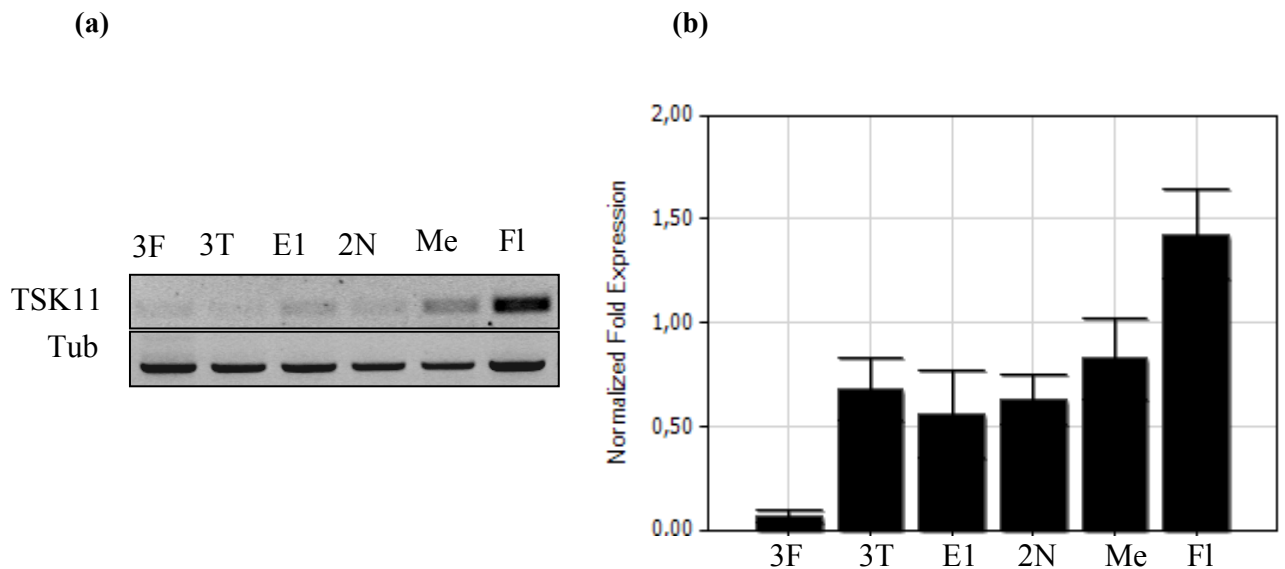 (a)
3F 3T E1 2N Me Fl
TSK11
Tub
(b)
Normalized Fold Expression
2,00
1,50
1,00
0,50
0.00
3F 3T E1 2N Me Fl